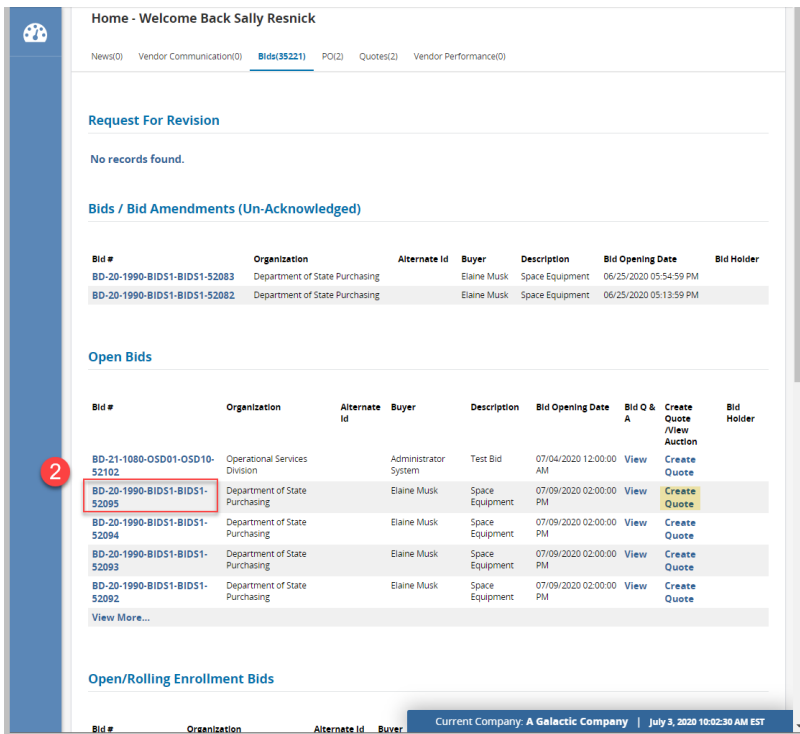 Home - Welcome Back Sally Resnick
News(0) Vendor Communication(0) Bids(35221) PO(2) Quotes(2) Vendor Performance(0)
Request For Revision
No records found.
Bids / Bid Amendments (Un-Acknowledged)
Bid # Organization Alternate Id Buyer Description Bid Opening Date Bid Holder
BD-20-1990-BIDS1-BIDS1-52083 Department of State Purchasing Elaine Musk Space Equipment 06/25/2020 05:54:59 PM
BD-20-1990-BIDS1-BIDS1-52082 Department of State Purchasing Elaine Musk Space Equipment 06/25/2020 05:13:59 PM
Open Bids
Bid # Organization Alternate Buyer Description Bid Opening Date Bid Q & Create Bid
Id A Quote Holder
/View
Auction
BD-21-1080-OSD01-OSD10- Operational Services Administrator Test Bid 07/04/2020 12:00:00 View Create
52102 Division System AM Quote
2
BD-20-1990-BIDS1-BIDS1- Department of State Elaine Musk Space 07/09/2020 02:00:00 View Create
52095 Purchasing Equipment PM Quote
BD-20-1990-BIDS1-BIDS1- Department of State Elaine Musk Space 07/09/2020 02:00:00 View Create
52094 Purchasing Equipment PM Quote
BD-20-1990-BIDS1-BIDS1- Department of State Elaine Musk Space 07/09/2020 02:00:00 View Create
52093 Purchasing Equipment PM Quote
BD-20-1990-BIDS1-BIDS1- Department of State Elaine Musk Space 07/09/2020 02:00:00 View Create
52092 Purchasing Equipment PM Quote
View More...
Open/Rolling Enrollment Bids
Current Company: A Galactic Company | July 3, 2020 10:02:30 AM EST
Bid # Organization Alternate Id Buyer